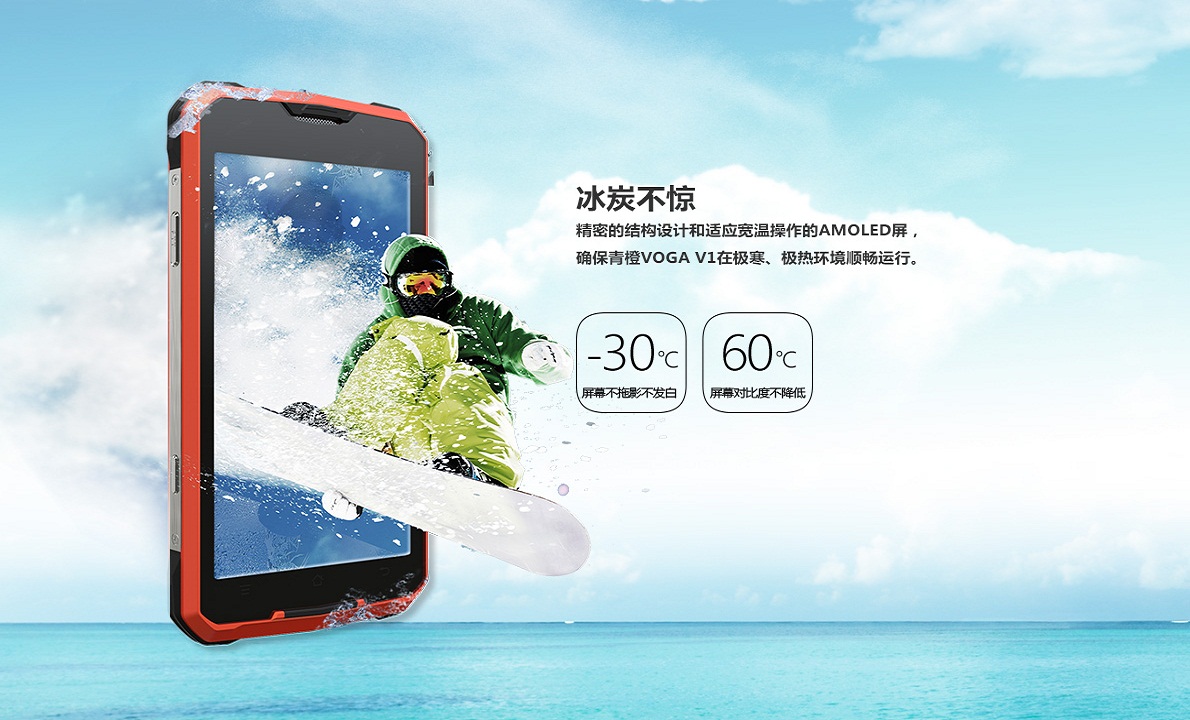 冰炭不惊
精密的结构设计和适应宽温操作的AMOLED屏，
确保青橙VOGA V1在极寒、极热环境顺畅运行。
-30℃
屏幕不拖影不发白
60℃
屏幕对比度不降低